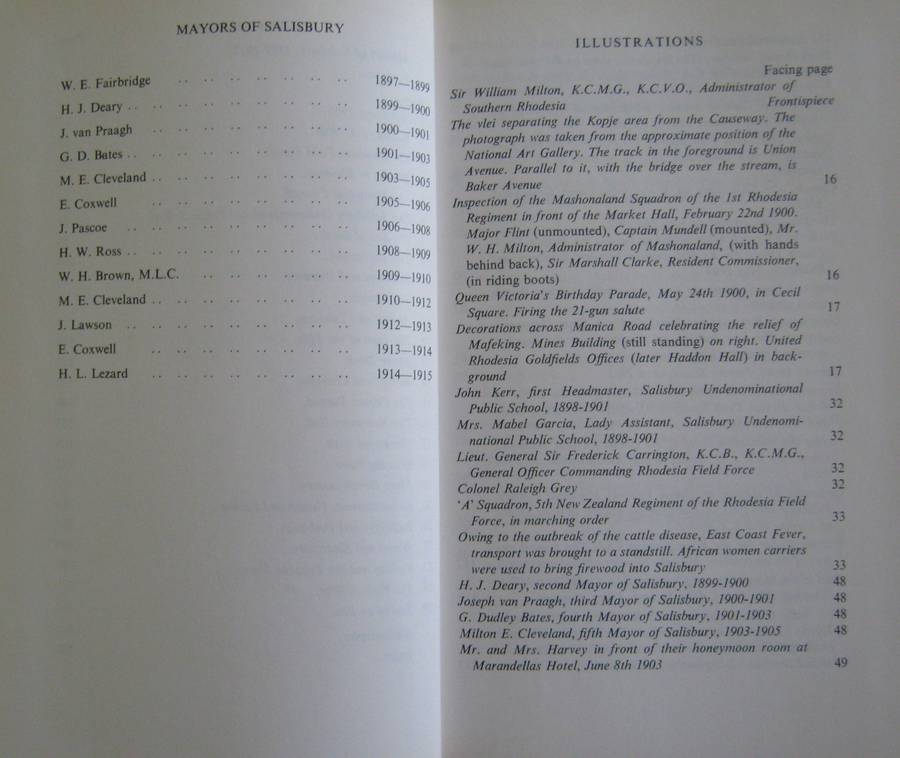 MAYORS OF SALISBURY
W. E. Fairbridge .. .. .. .. .. .. .. 1897—1899
H. J. Deary .. .. .. .. .. .. .. .. .. 1899—1900
J. van Praagh .. .. .. .. .. .. .. .. 1900—1901
G. D. Bates .. .. .. .. .. .. .. .. .. 1901—1903
M. E. Cleveland .. .. .. .. .. .. .. .. 1903—1905
E. Coxwell .. .. .. .. .. .. .. .. 1905—1906
J. Pascoe .. .. .. .. .. .. .. .. .. 1906—1908
H. W. Ross .. .. .. .. .. .. .. .. .. 1908—1909
W. H. Brown, M.L.C. .. .. .. .. .. .. 1909—1910
M. E. Cleveland .. .. .. .. .. .. .. .. 1910—1912
J. Lawson .. .. .. .. .. .. .. .. .. 1912—1913
E. Coxwell .. .. .. .. .. .. .. .. 1913—1914
H. L. Lezard .. .. .. .. .. .. .. .. 1914—1915
ILLUSTRATIONS
Facing page
Sir William Milton, K.C.M.G., K.C.V.O., Administrator of
Southern Rhodesia Frontispiece
The vlei separating the Kopje area from the Causeway. The
photograph was taken from the approximate position of the
National Art Gallery. The track in the foreground is Union
Avenue. Parallel to it, with the bridge over the stream, is
Baker Avenue 16
Inspection of the Mashonaland Squadron of the 1st Rhodesia
Regiment in front of the Market Hall, February 22nd 1900.
Major Flint (unmounted), Captain Mundell (mounted), Mr.
W. H. Milton, Administrator of Mashonaland, (with hands
behind back), Sir Marshall Clarke, Resident Commissioner,
(in riding boots) 16
Queen Victoria's Birthday Parade, May 24th 1900, in Cecil
Square. Firing the 21-gun salute 17
Decorations across Manica Road celebrating the relief of
Mafeking. Mines Building (still standing) on right. United
Rhodesia Goldfields Offices (later Haddon Hall) in back-
ground 17
John Kerr, first Headmaster, Salisbury Undenominational
Public School, 1898-1901 32
Mrs. Mabel Garcia, Lady Assistant, Salisbury Undenomi-
national Public School, 1898-1901 32
Lieut. General Sir Frederick Carrington, K.C.B., K.C.M.G.,
General Officer Commanding Rhodesia Field Force 32
Colonel Raleigh Grey 32
'A' Squadron, 5th New Zealand Regiment of the Rhodesia Field
Force, in marching order 33
Owing to the outbreak of the cattle disease, East Coast Fever,
transport was brought to a standstill. African women carriers
were used to bring firewood into Salisbury 33
H. J. Deary, second Mayor of Salisbury, 1899-1900 48
Joseph van Praagh, third Mayor of Salisbury, 1900-1901 48
G. Dudley Bates, fourth Mayor of Salisbury, 1901-1903 48
Milton E. Cleveland, fifth Mayor of Salisbury, 1903-1905 48
Mr. and Mrs. Harvey in front of their honeymoon room at
Marandellas Hotel, June 8th 1903 49